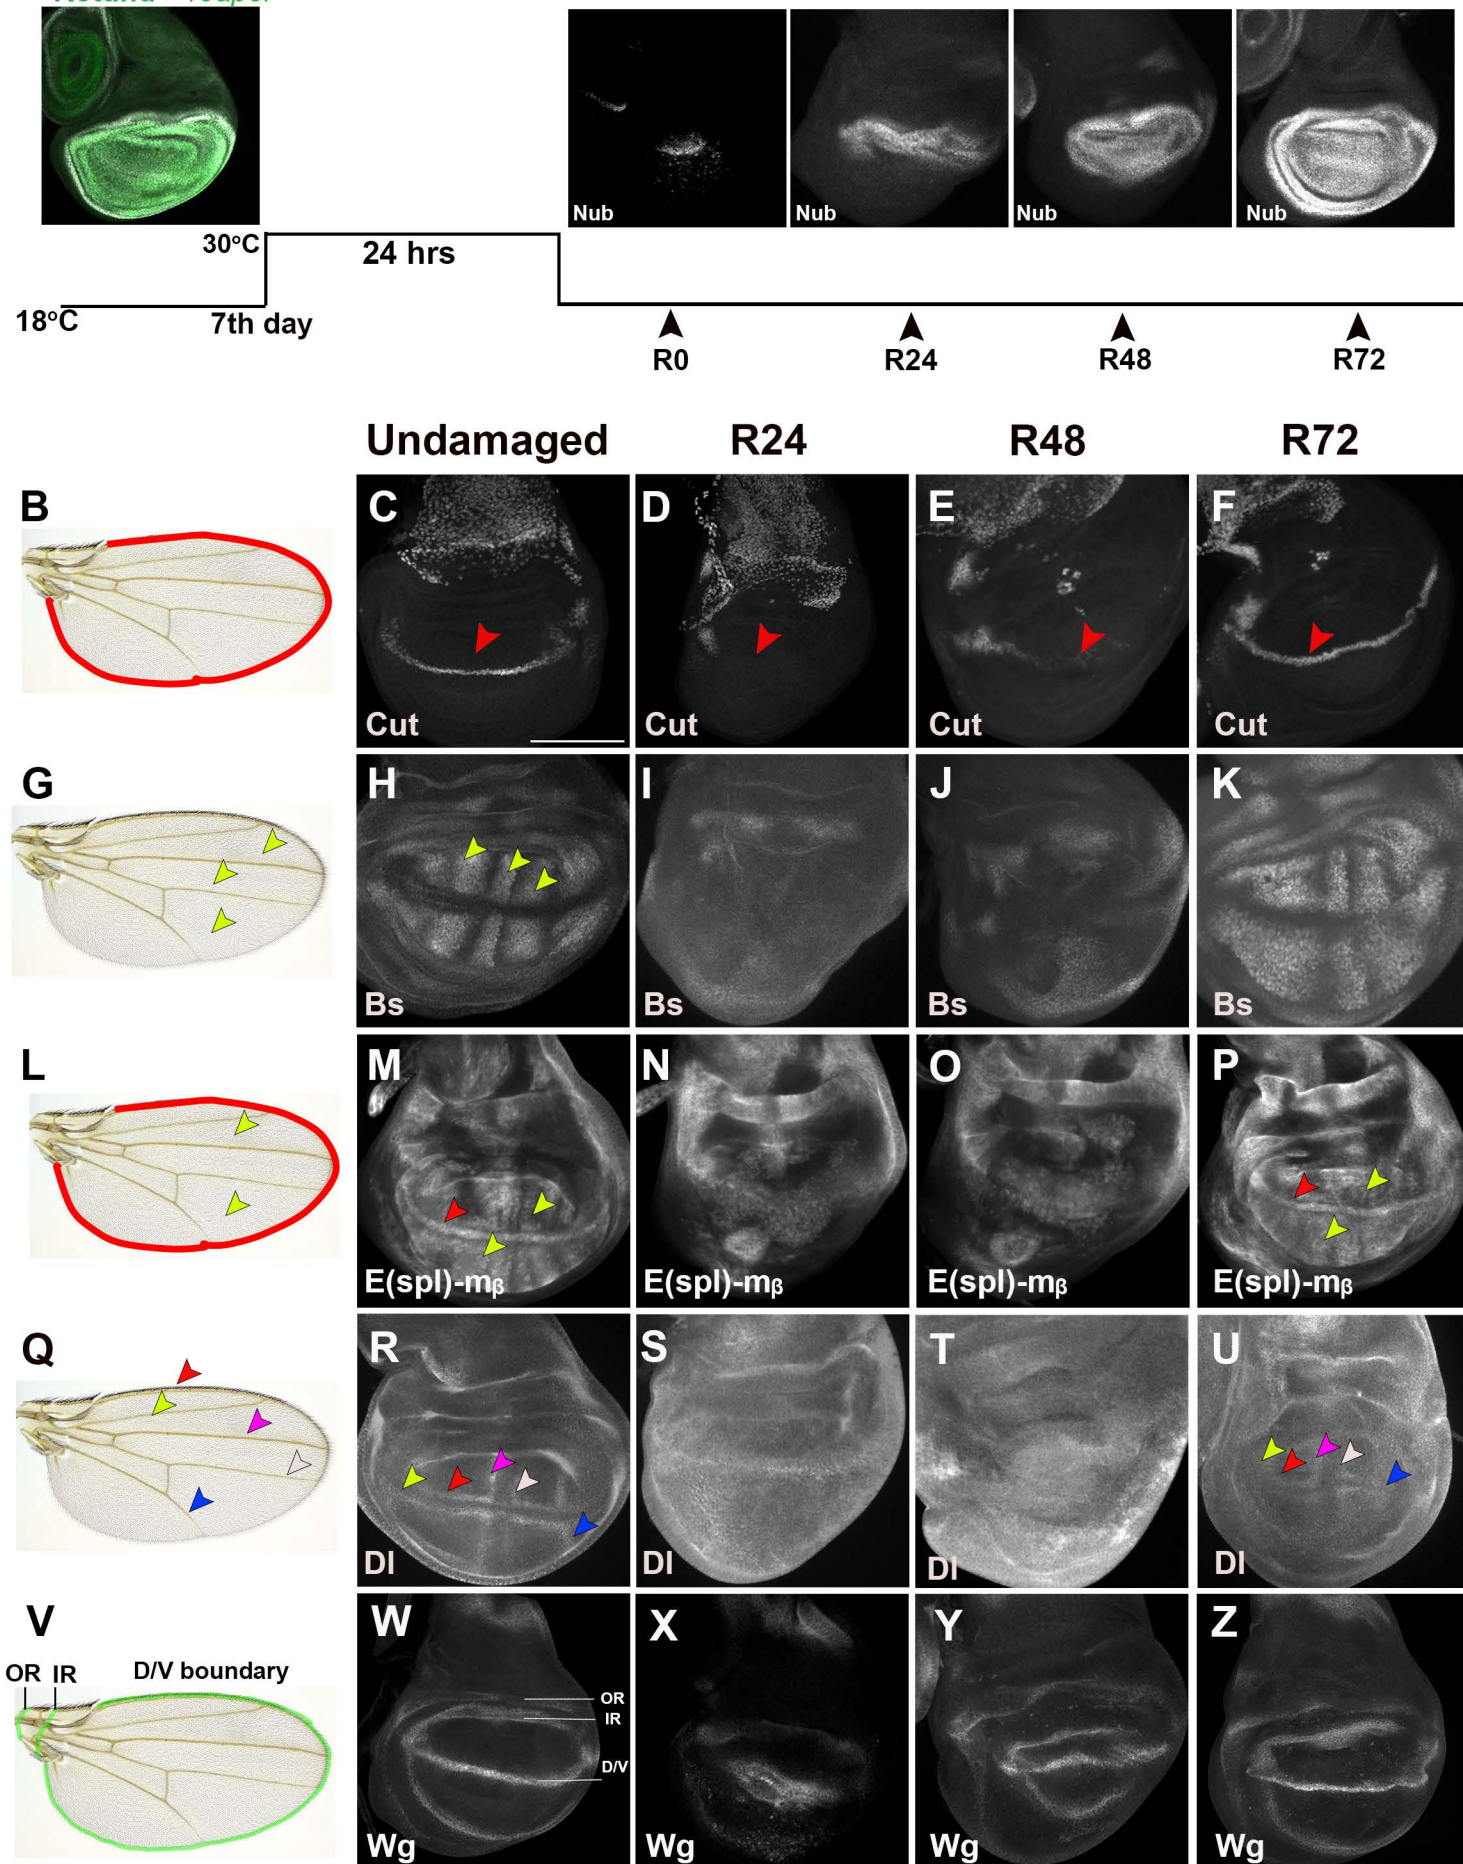 Nub Nub Nub Nub
30°C
24 hrs
18°C
7th day
R0 R24 R48 R72
Undamaged R24 R48 R72
B C D E F
Cut Cut Cut Cut
G H I J K
Bs Bs Bs Bs
L M N O P
E(spl)-mβ E(spl)-mβ E(spl)-mβ E(spl)-mβ
Q R S T U
Dl Dl Dl Dl
V W X Y Z
OR IR D/V boundary
OR
IR
D/V
Wg Wg Wg Wg